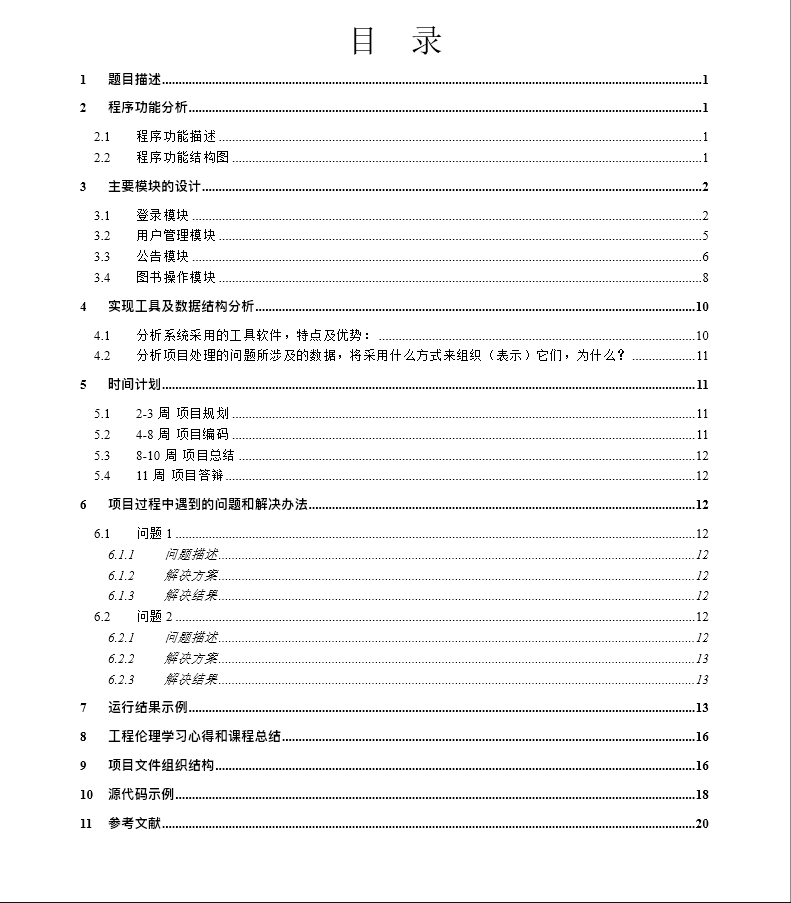 目 录
1 题目描述 1
2 程序功能分析 1
2.1 程序功能描述 1
2.2 程序功能结构图 1
3 主要模块的设计 2
3.1 登录模块 2
3.2 用户管理模块 5
3.3 公告模块 6
3.4 图书操作模块 8
4 实现工具及数据结构分析 10
4.1 分析系统采用的工具软件，特点及优势： 10
4.2 分析项目处理的问题所涉及的数据，将采用什么方式来组织（表示）它们，为什么？ 11
5 时间计划 11
5.1 2-3 周 项目规划 11
5.2 4-8 周 项目编码 11
5.3 8-10 周 项目总结 12
5.4 11 周 项目答辩 12
6 项目过程中遇到的问题和解决办法 12
6.1 问题 1 12
6.1.1 问题描述 12
6.1.2 解决方案 12
6.1.3 解决结果 12
6.2 问题 2 12
6.2.1 问题描述 12
6.2.2 解决方案 13
6.2.3 解决结果 13
7 运行结果示例 13
8 工程伦理学习心得和课程总结 16
9 项目文件组织结构 16
10 源代码示例 18
11 参考文献 20